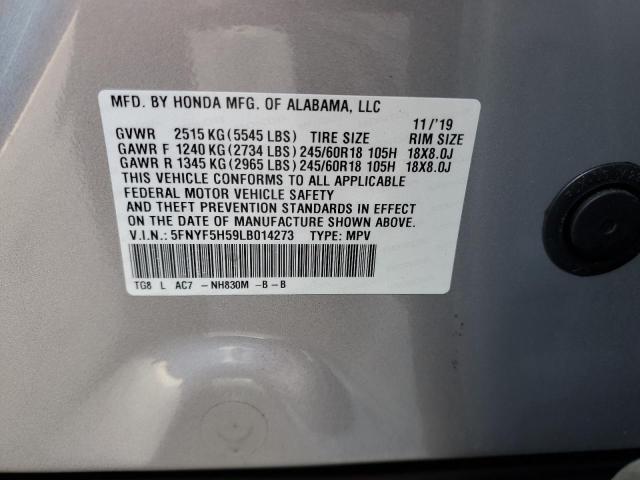 MFD. BY HONDA MFG. OF ALABAMA, LLC
11/'19
GVWR 2515 KG (5545 LBS) TIRE SIZE RIM SIZE
GAWR F 1240 KG (2734 LBS) 245/60R18 105H 18X8.0J
GAWR R 1345 KG (2965 LBS) 245/60R18 105H 18X8.0J
THIS VEHICLE CONFORMS TO ALL APPLICABLE
FEDERAL MOTOR VEHICLE SAFETY
AND THEFT PREVENTION STANDARDS IN EFFECT
ON THE DATE OF MANUFACTURE SHOWN ABOVE.
V.I.N.: 5FNYF5H59LB014273 TYPE: MPV
TG8 L AC7 -NH830M -B -B